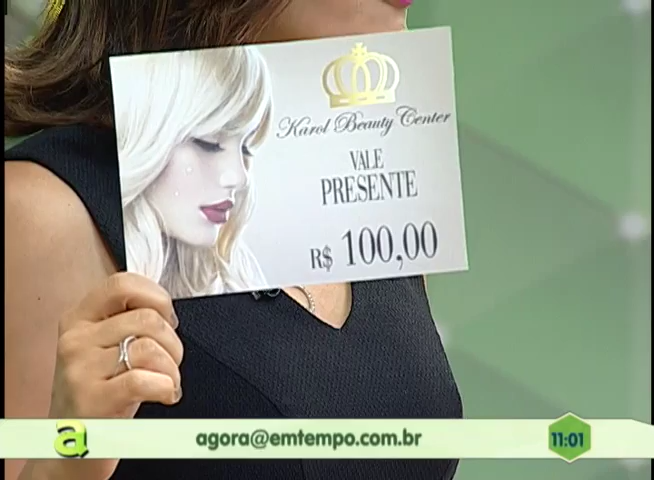 Karol Beauty Center
VALE
PRESENTE
R$ 100,00
a
agora@emtempo.com.br
11:01